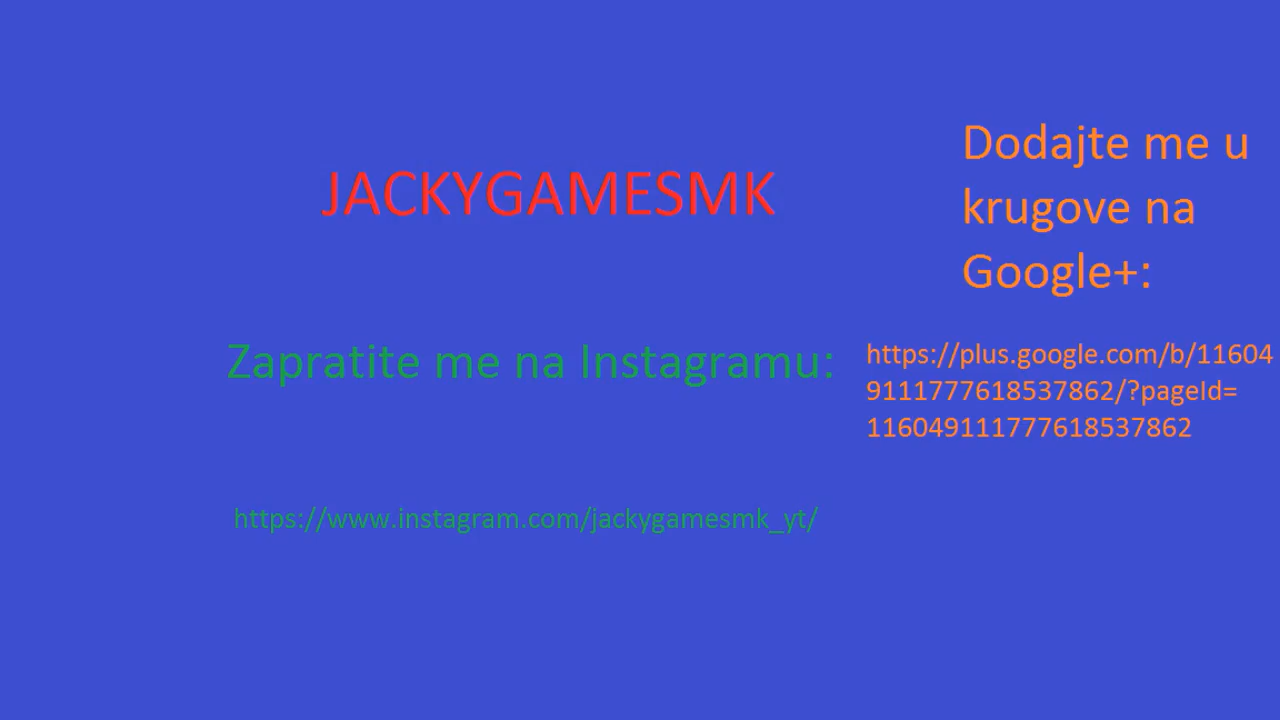 JACKYGAMESMK
Zapratite me na Instagramu:
https://www.instagram.com/jackygamesmk_yt/
Dodajte me u
krugove na
Google+:
https://plus.google.com/b/11604
9111777618537862/?pageId=
116049111777618537862